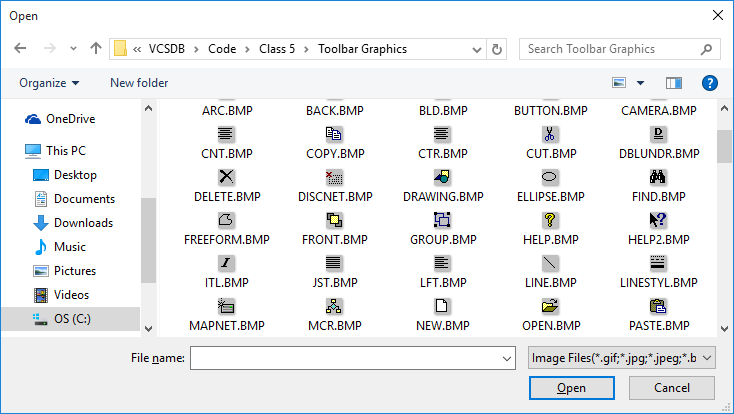 Open
« VCSDB › Code › Class 5 › Toolbar Graphics
Search Toolbar Graphics
Organize
New folder
OneDrive
This PC
Desktop
Documents
Downloads
Music
Pictures
Videos
OS (C:)
ARC.BMP BACK.BMP BLD.BMP BUTTON.BMP CAMERA.BMP
CNT.BMP COPY.BMP CTR.BMP CUT.BMP DBLUNDR.BMP
DELETE.BMP DISCNET.BMP DRAWING.BMP ELLIPSE.BMP FIND.BMP
FREEFORM.BMP FRONT.BMP GROUP.BMP HELP.BMP HELP2.BMP
ITL.BMP JST.BMP LFT.BMP LINE.BMP LINESTYL.BMP
MAPNET.BMP MCR.BMP NEW.BMP OPEN.BMP PASTE.BMP
File name:
Image Files(*.gif;*.jpg;*.jpeg;*.b
Open
Cancel